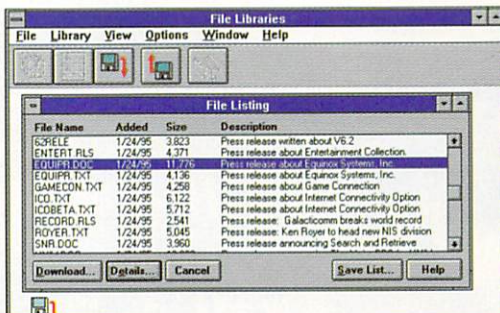 File Libraries
File Library View Options Window Help
File Listing
File Name Added Size Description
62RELE 1/24/95 3,823 Press release written about V6.2
ENTERT.RLS 1/24/95 4,371 Press release about Entertainment Collection.
EQUIPR.DOC 1/24/95 11,776 Press release about Equinox Systems, Inc.
EQUIPR.TXT 1/24/95 4,136 Press release about Equinox Systems, Inc.
GAMECON.TXT 1/24/95 4,258 Press release about Game Connection
ICO.TXT 1/24/95 6,122 Press release about Internet Connectivity Option
ICOBETA.TXT 1/24/95 5,712 Press release about Internet Connectivity Option
RECORD.RLS 1/24/95 2,541 Press release: Galacticomm breaks world record
ROYER.TXT 1/24/95 5,045 Press release: Ken Royer to head new NIS division
SNR.DOC 1/24/95 3,960 Press release announcing Search and Retrieve
Download... Details... Cancel Save List... Help